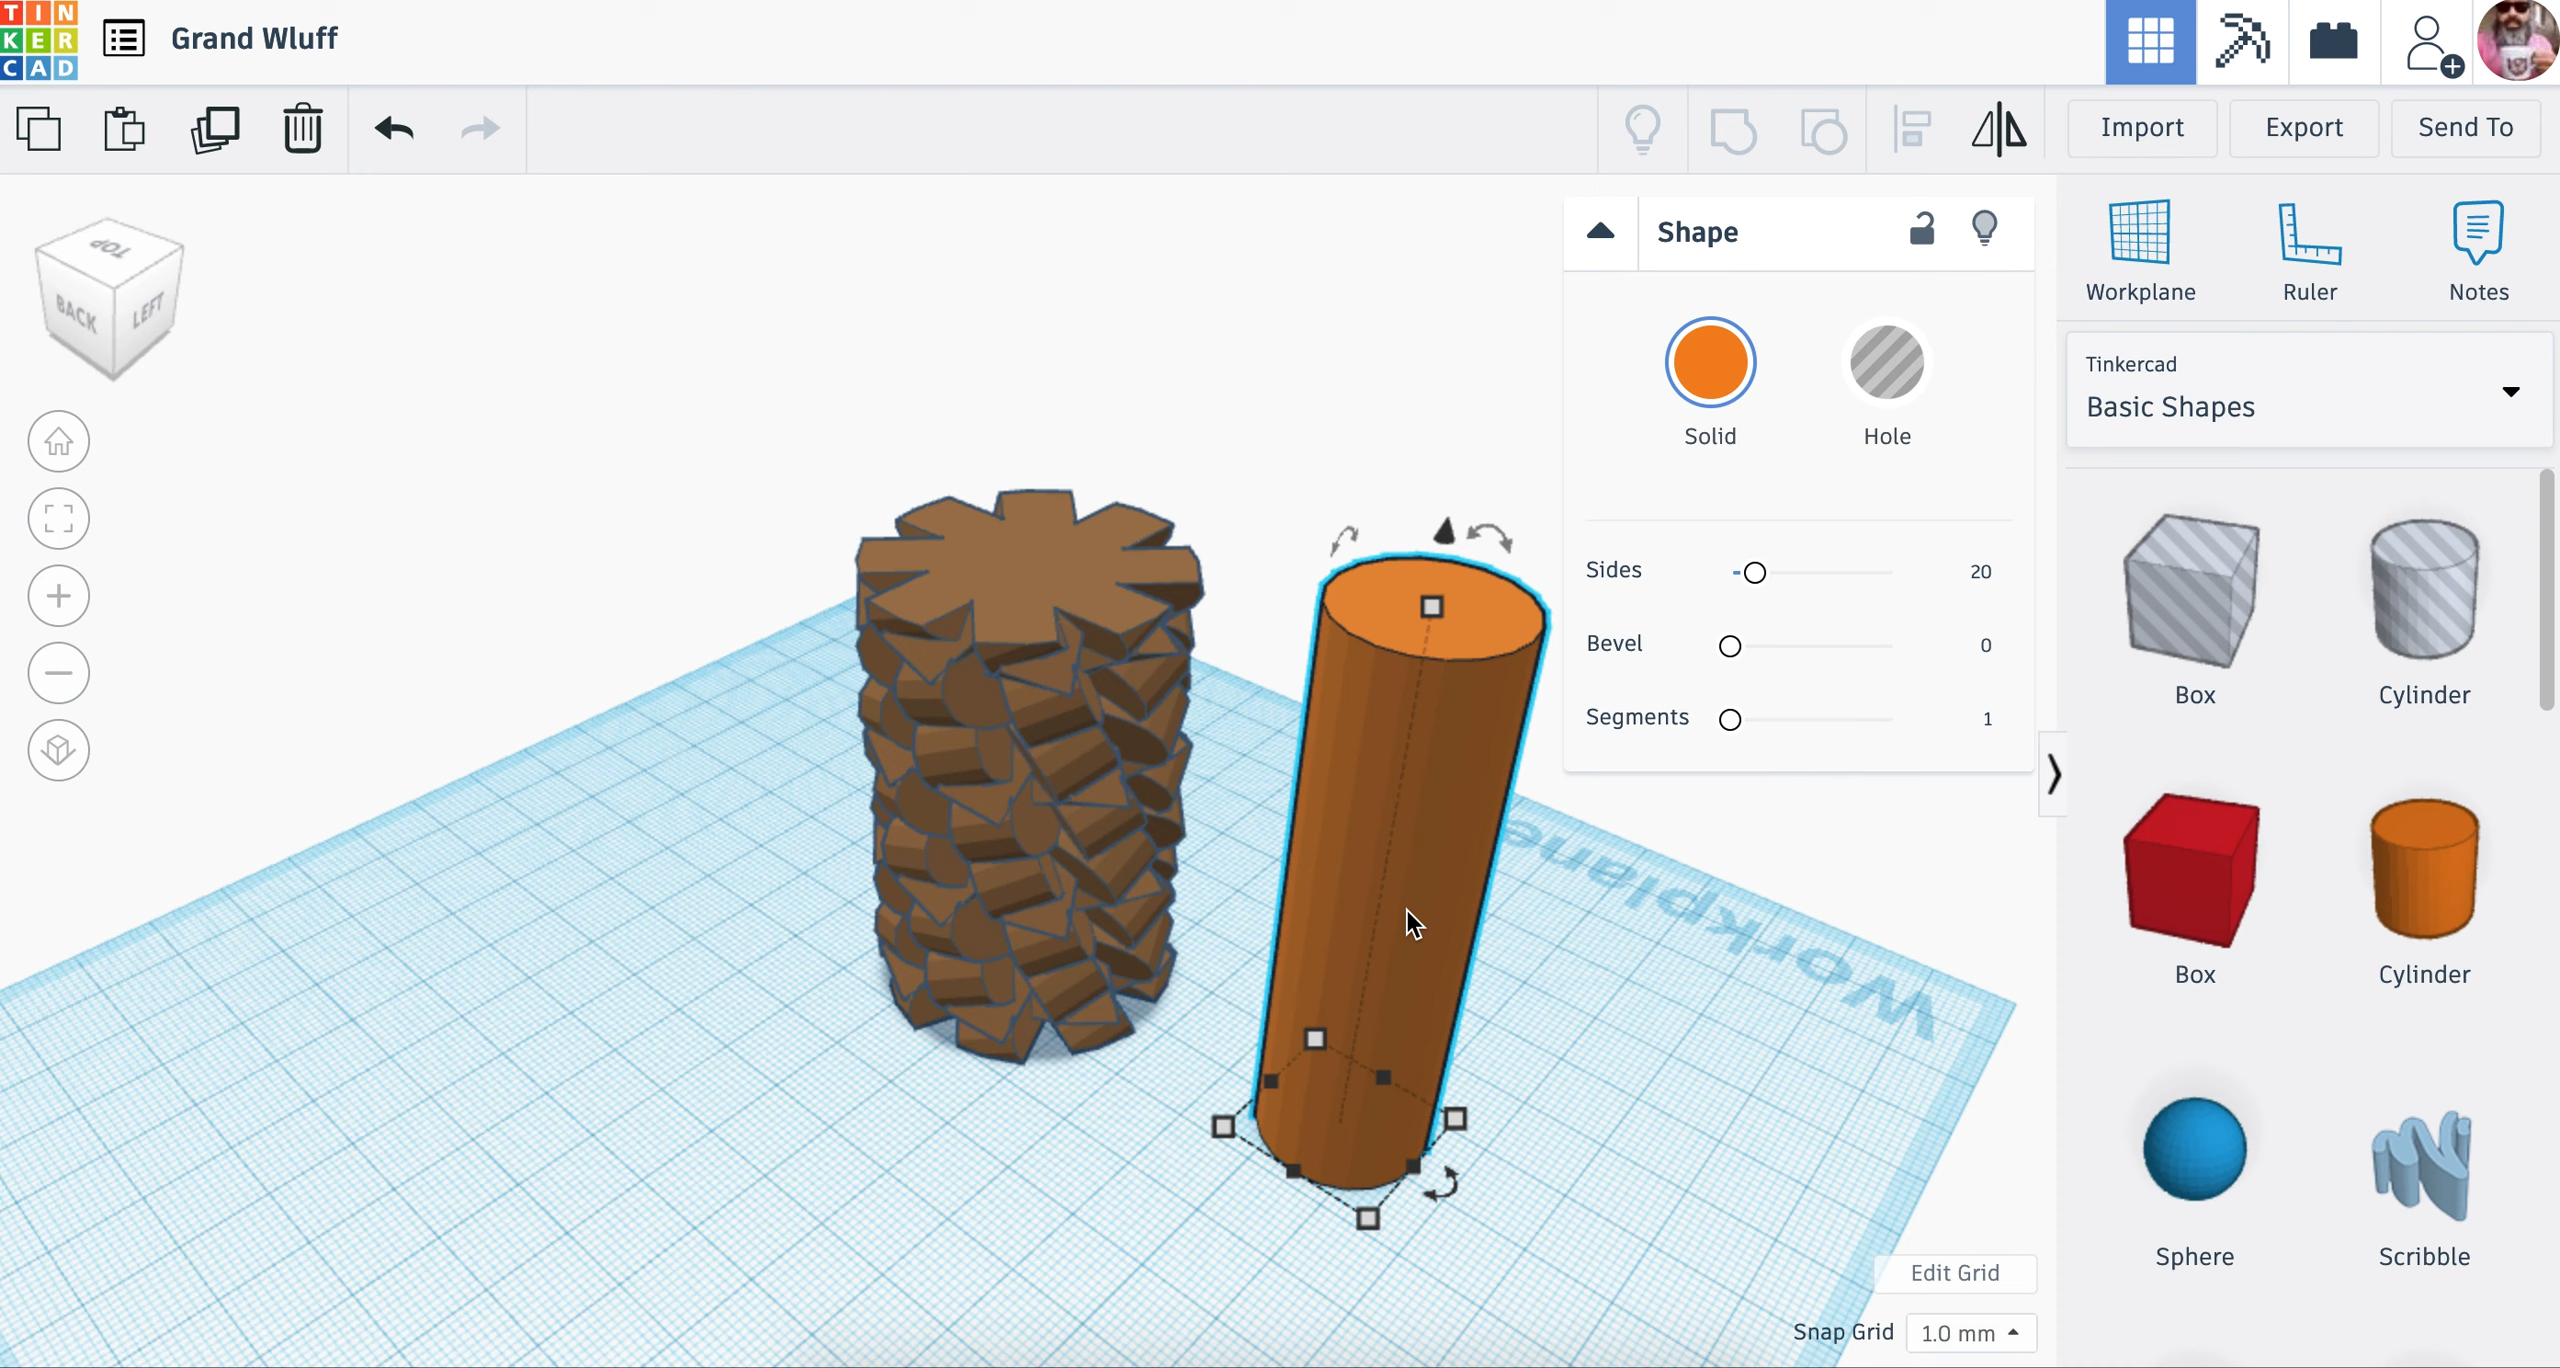 TIN
KER
CAD
Grand Wluff
Import
Export
Send To
TOP
BACK
LEFT
Shape
Workplane
Ruler
Notes
Solid
Hole
Tinkercad
Basic Shapes
Sides
20
Bevel
0
Segments
1
Box
Cylinder
Workplane
Box
Cylinder
Sphere
Scribble
Edit Grid
Snap Grid
1.0 mm